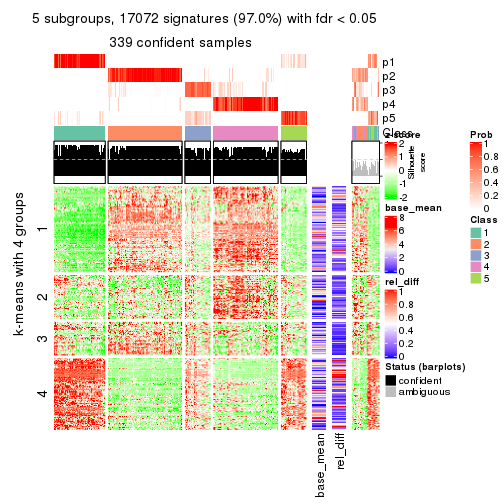 5 subgroups, 17072 signatures (97.0%) with fdr < 0.05
339 confident samples
p1
p2
p3
p4
p5
Class
z-score
2
1
0
-1
-2
Silhouette
score
base_mean
8
6
4
2
0
rel_diff
1
0.8
0.6
0.4
0.2
0
Status (barplots)
confident
ambiguous
Prob
1
0.8
0.6
0.4
0.2
0
Class
1
2
3
4
5
k-means with 4 groups
1
2
3
4
base_mean
rel_diff